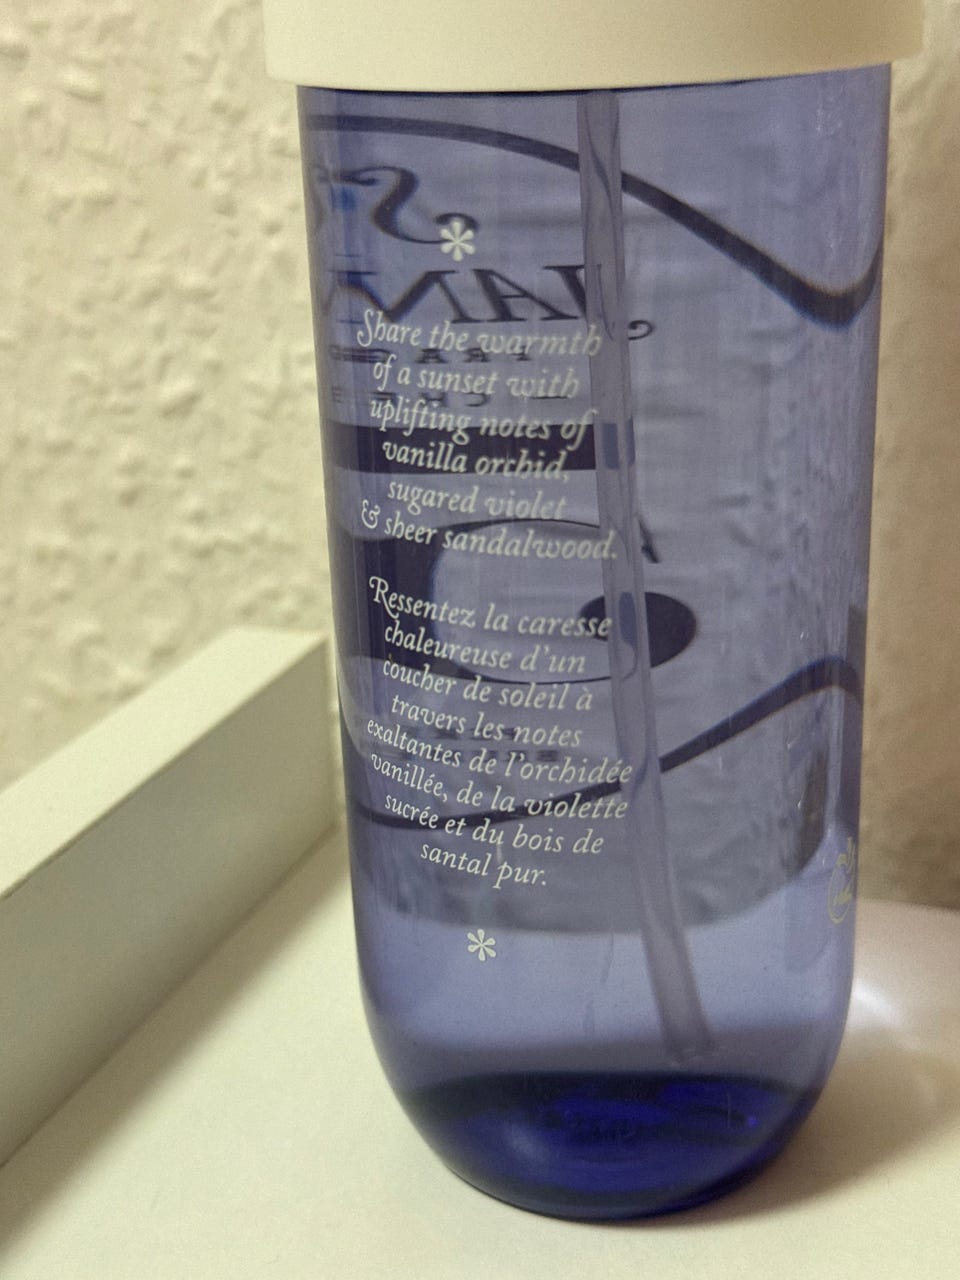 Share the warmth
of a sunset with
uplifting notes of
vanilla orchid,
sugared violet
& sheer sandalwood.
Ressentez la caresse
chaleureuse d'un
coucher de soleil à
travers les notes
exaltantes de l'orchidée
vanillée, de la violette
sucrée et du bois de
santal pur.